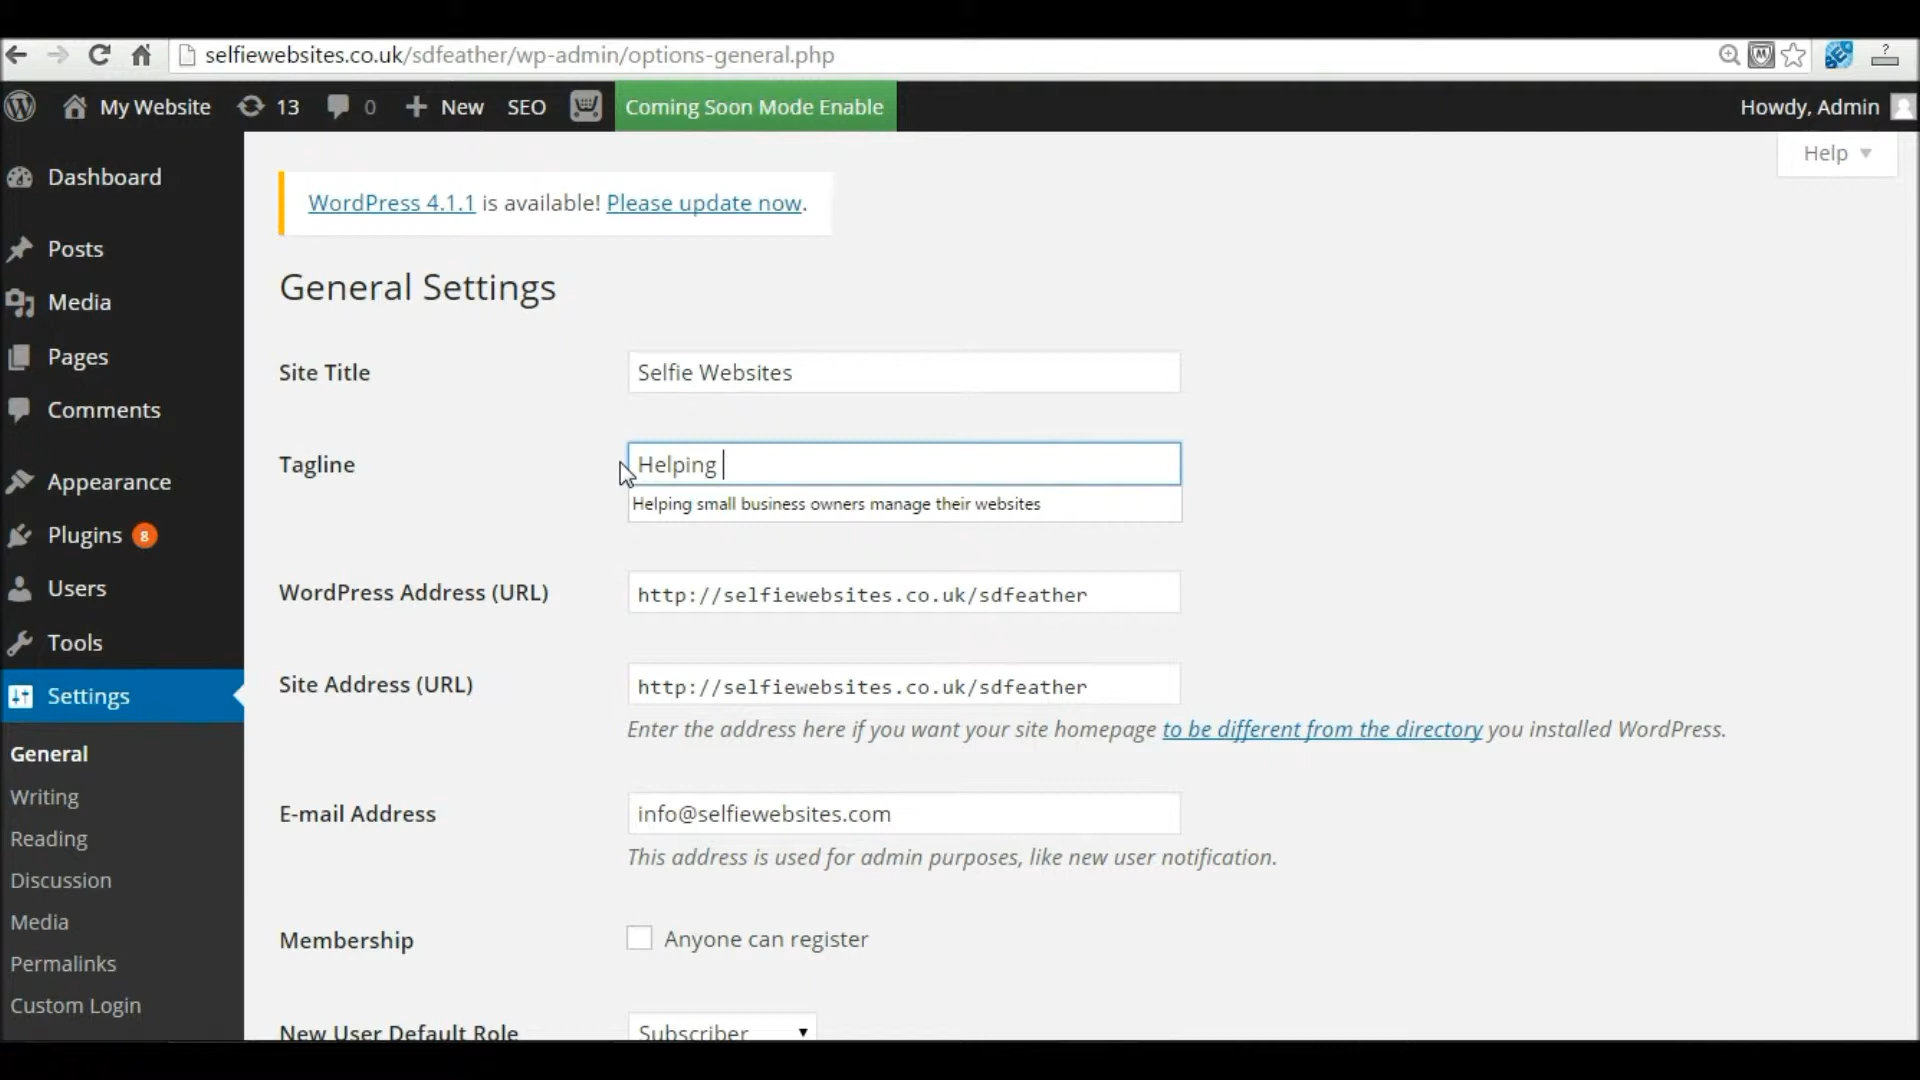 selfiewebsites.co.uk/sdfeather/wp-admin/options-general.php
My Website 13 0 New SEO Coming Soon Mode Enable Howdy, Admin
Help
Dashboard
Posts
Media
Pages
Comments
Appearance
Plugins 8
Users
Tools
Settings
General
Writing
Reading
Discussion
Media
Permalinks
Custom Login
WordPress 4.1.1 is available! Please update now.
General Settings
Site Title Selfie Websites
Tagline Helping
Helping small business owners manage their websites
WordPress Address (URL) http://selfiewebsites.co.uk/sdfeather
Site Address (URL) http://selfiewebsites.co.uk/sdfeather
Enter the address here if you want your site homepage to be different from the directory you installed WordPress.
E-mail Address info@selfiewebsites.com
This address is used for admin purposes, like new user notification.
Membership Anyone can register
New User Default Role Subscriber